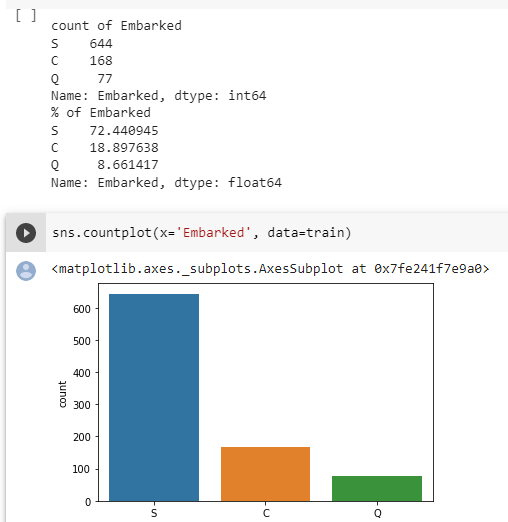 [ ]
count of Embarked
S    644
C    168
Q     77
Name: Embarked, dtype: int64
% of Embarked
S    72.440945
C    18.897638
Q     8.661417
Name: Embarked, dtype: float64
sns.countplot(x='Embarked', data=train)
<matplotlib.axes._subplots.AxesSubplot at 0x7fe241f7e9a0>
600
500
400
300
200
100
0
count
S C Q